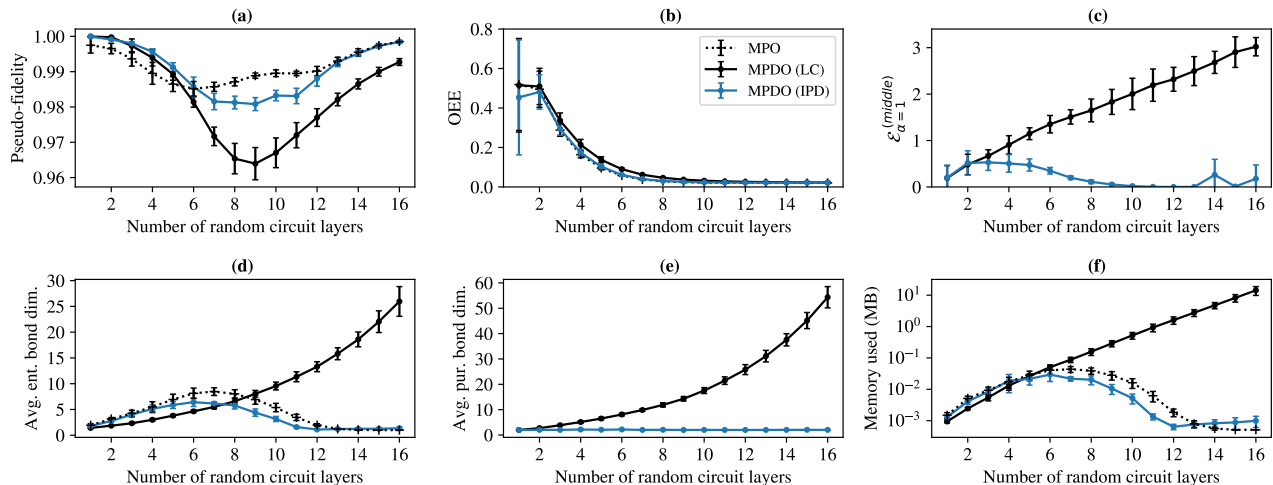 (a)
Pseudo-fidelity
1.00
0.99
0.98
0.97
0.96
2 4 6 8 10 12 14 16
Number of random circuit layers
(b)
OEE
0.8
0.6
0.4
0.2
0.0
MPO
MPDO (LC)
MPDO (IPD)
2 4 6 8 10 12 14 16
Number of random circuit layers
(c)
ℰ_{α=1}^{(middle)}
3
2
1
0
2 4 6 8 10 12 14 16
Number of random circuit layers
(d)
Avg. ent. bond dim.
30
25
20
15
10
5
0
2 4 6 8 10 12 14 16
Number of random circuit layers
(e)
Avg. pur. bond dim.
60
50
40
30
20
10
0
2 4 6 8 10 12 14 16
Number of random circuit layers
(f)
Memory used (MB)
10¹
10⁰
10⁻¹
10⁻²
10⁻³
2 4 6 8 10 12 14 16
Number of random circuit layers